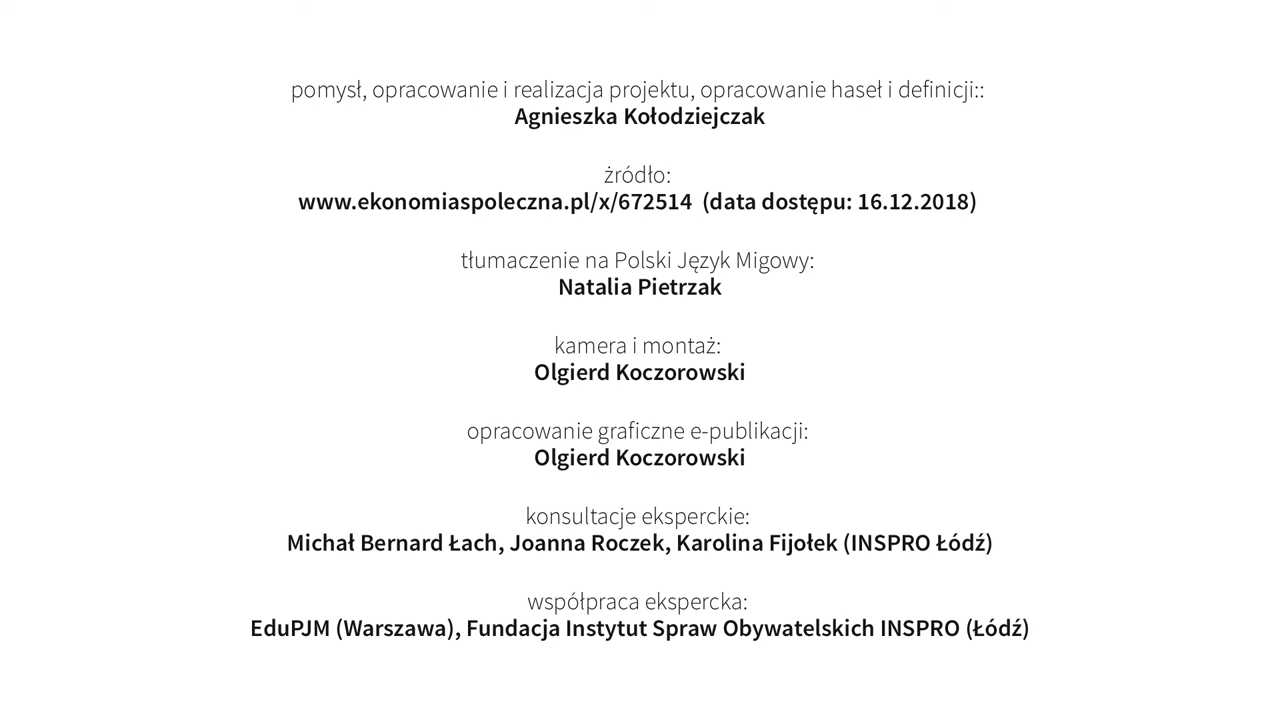 pomysł, opracowanie i realizacja projektu, opracowanie haseł i definicji::
Agnieszka Kołodziejczak
żródło:
www.ekonomiaspoleczna.pl/x/672514 (data dostępu: 16.12.2018)
tłumaczenie na Polski Język Migowy:
Natalia Pietrzak
kamera i montaż:
Olgierd Koczorowski
opracowanie graficzne e-publikacji:
Olgierd Koczorowski
konsultacje eksperckie:
Michał Bernard Łach, Joanna Roczek, Karolina Fijołek (INSPRO Łódź)
współpraca ekspercka:
EduPJM (Warszawa), Fundacja Instytut Spraw Obywatelskich INSPRO (Łódź)